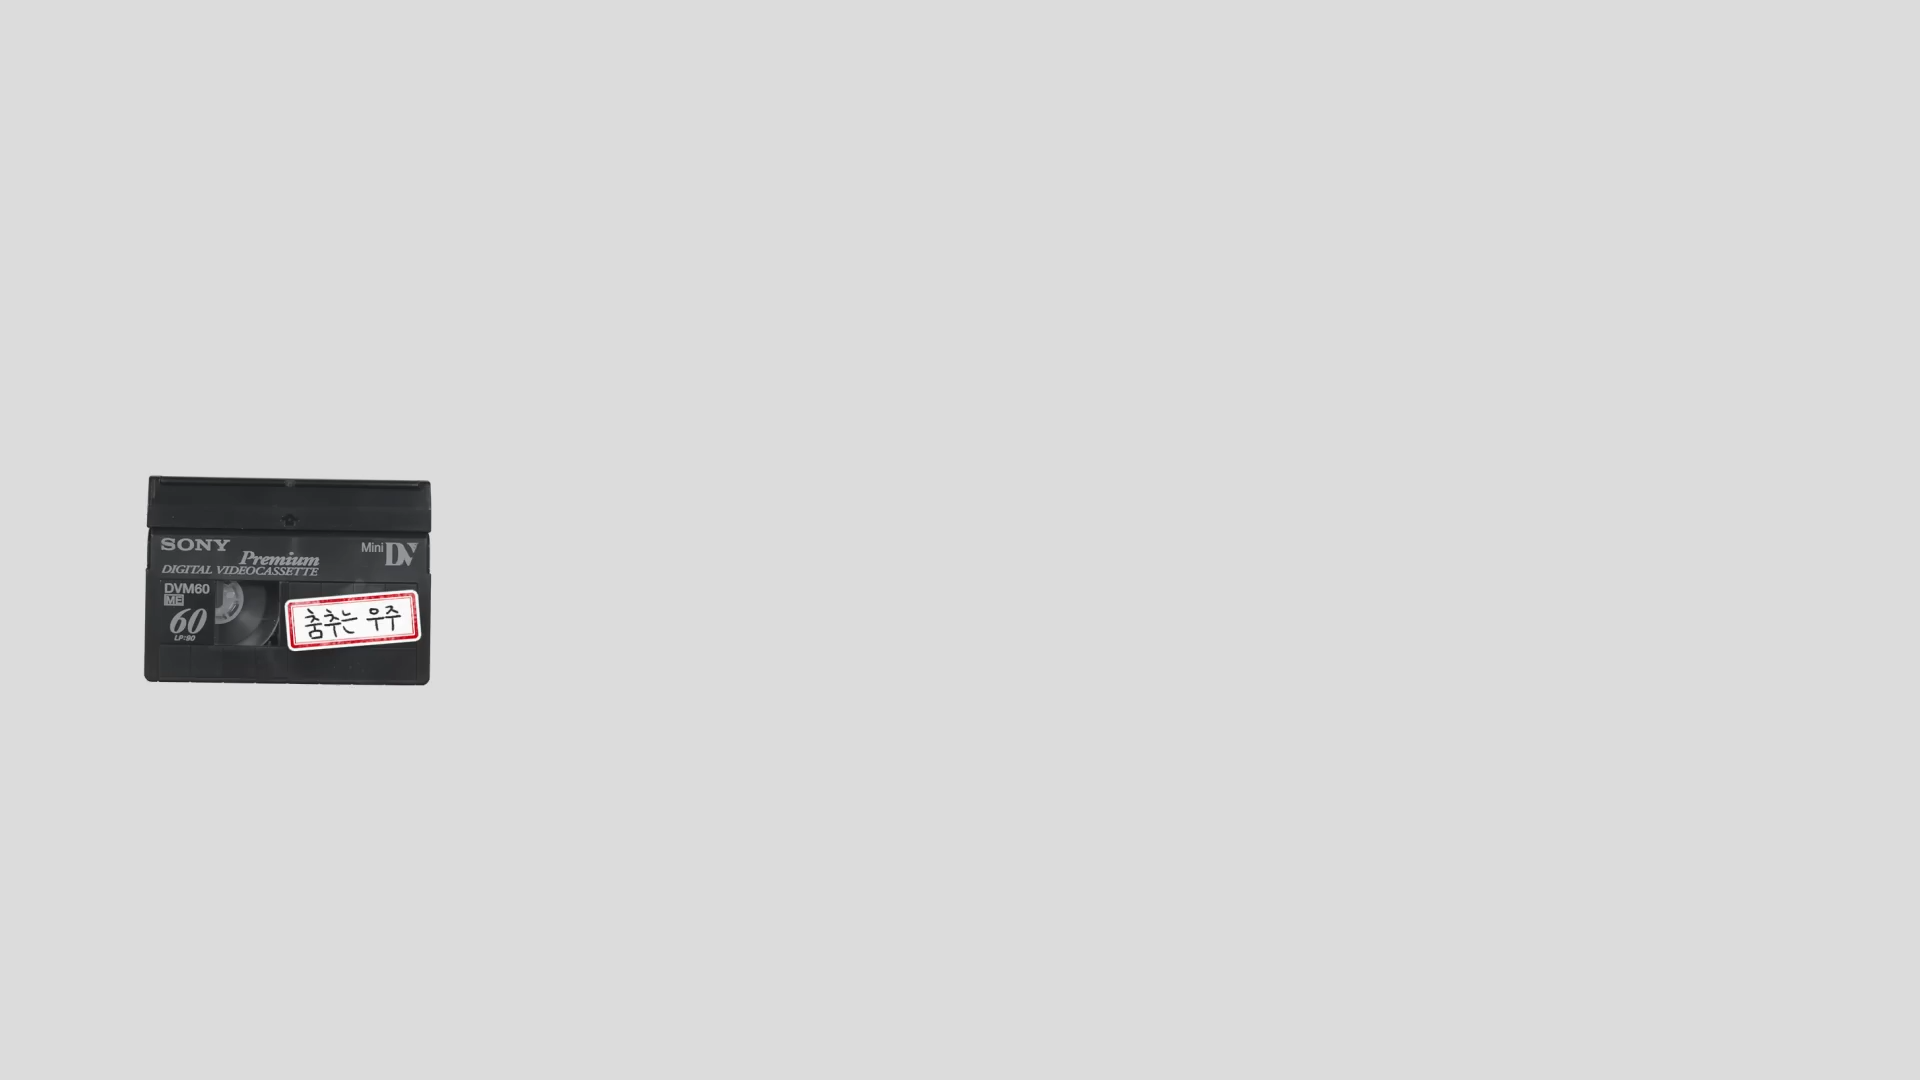 SONY
Premium
Mini DV
DIGITAL VIDEOCASSETTE
DVM60
ME
60
LP:90
춤추는 우주